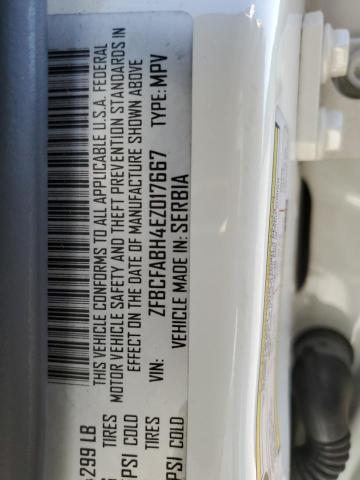 299 LB
TIRES
PSI COLD
TIRES
PSI COLD
THIS VEHICLE CONFORMS TO ALL APPLICABLE U.S.A. FEDERAL
MOTOR VEHICLE SAFETY AND THEFT PREVENTION STANDARDS IN
EFFECT ON THE DATE OF MANUFACTURE SHOWN ABOVE
VIN: ZFBCFABH4EZ017667 TYPE: MPV
VEHICLE MADE IN: SERBIA